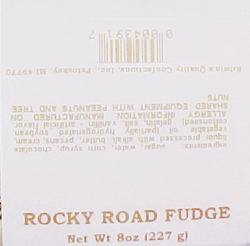 ROCKY ROAD FUDGE
Net Wt 8oz (227 g)
Ingredients: sugar, water, corn syrup, chocolate
liquor processed with alkali, butter, pecans, cream,
vegetable oil (partially hydrogenated soybean,
cottonseed), gelatin, salt, vanilla - artificial flavor.
ALLERGY INFORMATION: MANUFACTURED ON
SHARED EQUIPMENT WITH PEANUTS AND TREE
NUTS
Kilwin's Quality Confections, Inc., Petoskey, MI 49770